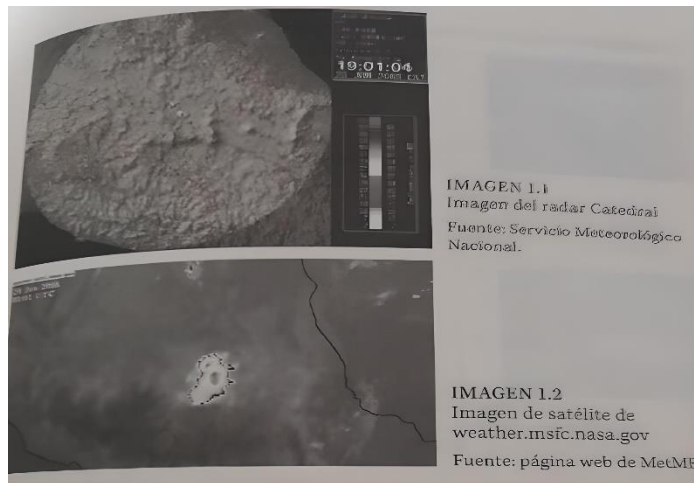 19:01:04
IMAGEN 1.1
Imagen del radar Catedral
Fuente: Servicio Meteorológico
Nacional.
IMAGEN 1.2
Imagen de satélite de
weather.msfc.nasa.gov
Fuente: página web de MetME